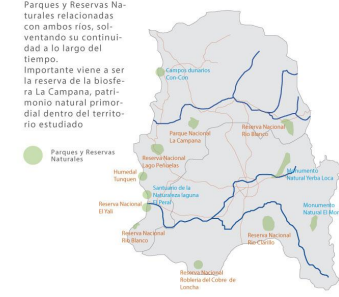 Parques y Reservas Na-
turales relacionadas
con ambos ríos, sol-
ventando su continui-
dad a lo largo del
tiempo.
Importante viene a ser
la reserva de la biosfe-
ra La Campana, patri-
monio natural primor-
dial dentro del territo-
rio estudiado
Parques y Reservas
Naturales
Campos dunarios
Con-Cón
Parque Nacional
La Campana
Reserva Nacional
Río Blanco
Reserva Nacional
Lago Peñuelas
Humedal
Tunquen
Santuario de la
Naturaleza laguna
El Peral
Monumento
Natural Yerba Loca
Reserva Nacional
El Yali
Monumento
Natural El Mor
Reserva Nacional
Rib Blanco
Reserva Nacional
Río Clarillo
Reserva Nacional
Robleria del Cobre de
Loncha